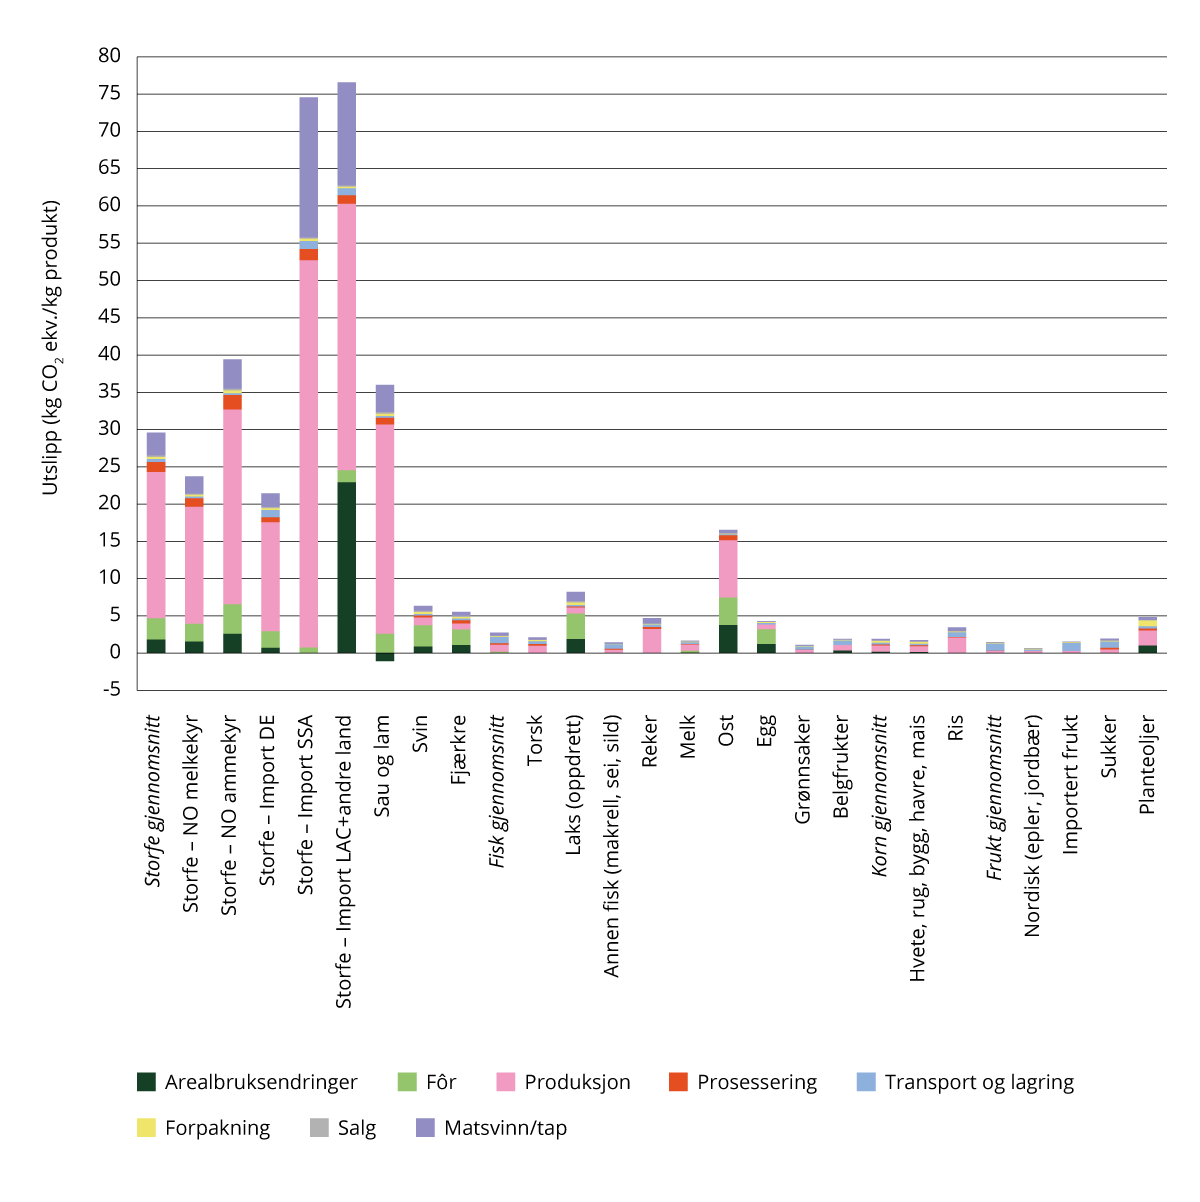 80
75
70
65
60
55
50
45
40
35
30
25
20
15
10
5
0
-5
Utslipp (kg CO2 ekv./kg produkt)
Storfe gjennomsnitt
Storfe – NO melkekyr
Storfe – NO ammekyr
Storfe – Import DE
Storfe – Import SSA
Storfe – Import LAC+andre land
Sau og lam
Svin
Fjærkre
Fisk gjennomsnitt
Torsk
Laks (oppdrett)
Annen fisk (makrell, sei, sild)
Reker
Melk
Ost
Egg
Grønnsaker
Belgfrukter
Korn gjennomsnitt
Hvete, rug, bygg, havre, mais
Ris
Frukt gjennomsnitt
Nordisk (epler, jordbær)
Importert frukt
Sukker
Planteoljer
Arealbruksendringer Fôr Produksjon Prosessering Transport og lagring
Forpakning Salg Matsvinn/tap